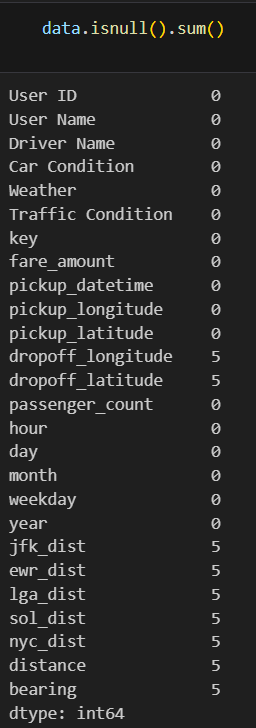 data.isnull().sum()
User ID 0
User Name 0
Driver Name 0
Car Condition 0
Weather 0
Traffic Condition 0
key 0
fare_amount 0
pickup_datetime 0
pickup_longitude 0
pickup_latitude 0
dropoff_longitude 5
dropoff_latitude 5
passenger_count 0
hour 0
day 0
month 0
weekday 0
year 0
jfk_dist 5
ewr_dist 5
lga_dist 5
sol_dist 5
nyc_dist 5
distance 5
bearing 5
dtype: int64